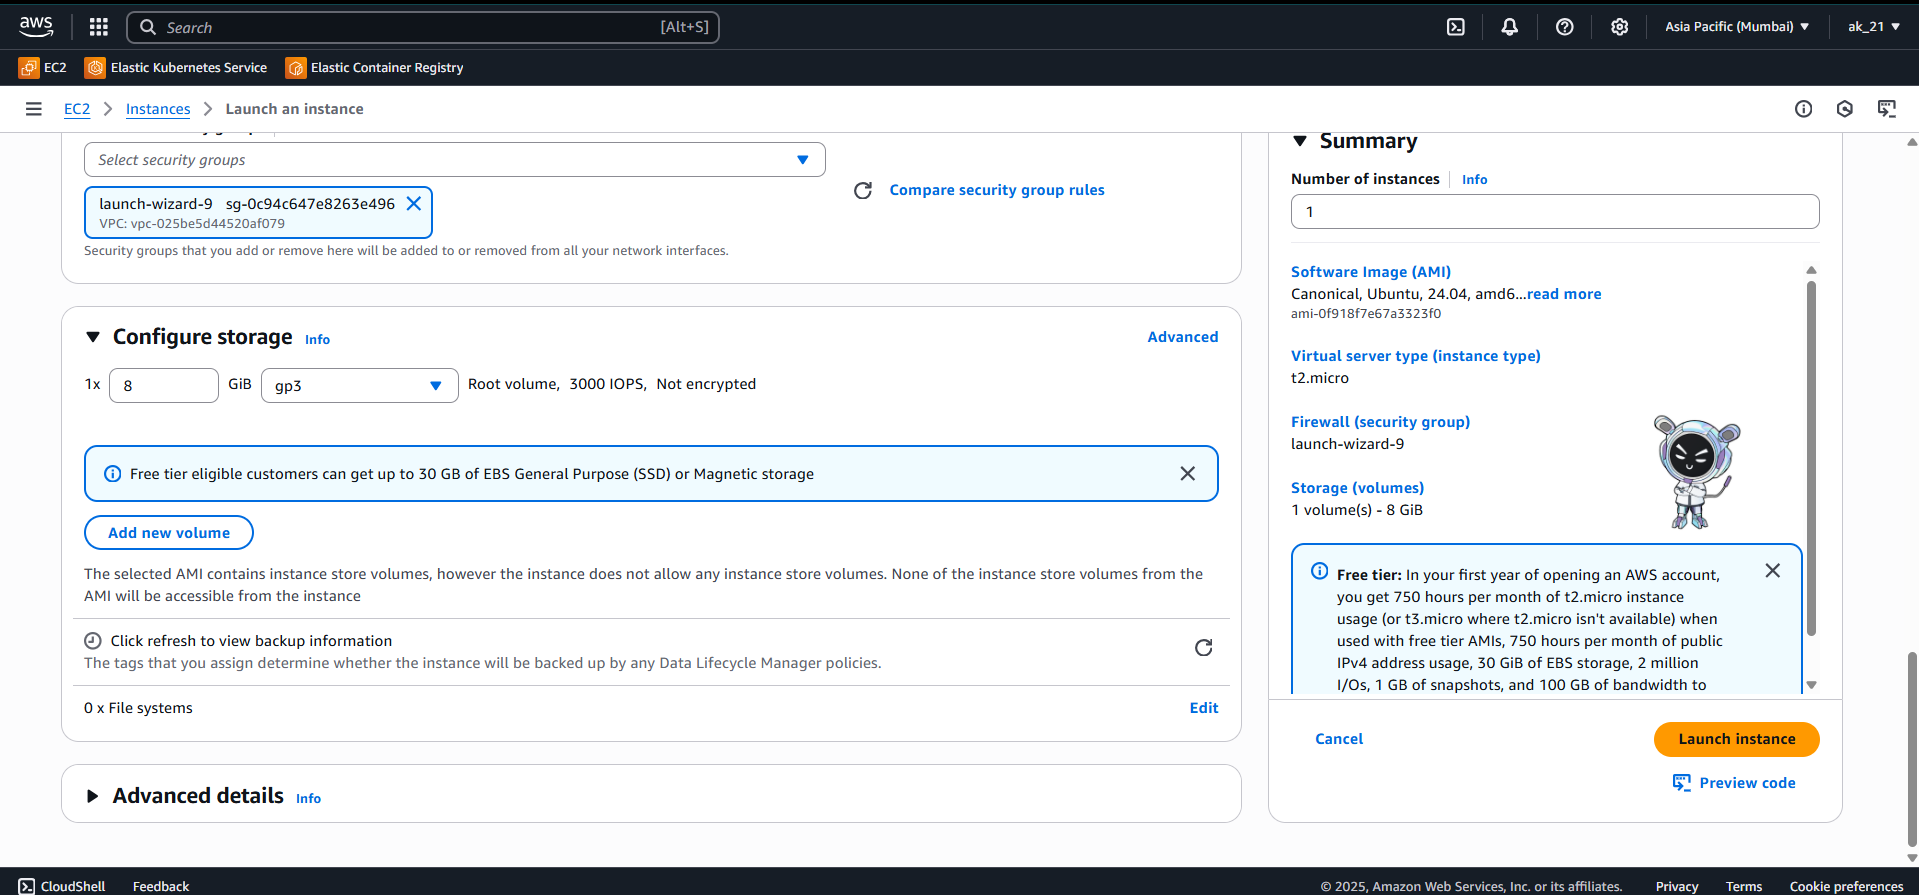 aws
Search
[Alt+S]
Asia Pacific (Mumbai)
ak_21
EC2
Elastic Kubernetes Service
Elastic Container Registry
EC2
Instances
Launch an instance
Select security groups
Compare security group rules
launch-wizard-9 sg-0c94c647e8263e496
VPC: vpc-025be5d44520af079
Security groups that you add or remove here will be added to or removed from all your network interfaces.
Configure storage
Info
Advanced
1x
8
GiB
gp3
Root volume, 3000 IOPS, Not encrypted
Free tier eligible customers can get up to 30 GB of EBS General Purpose (SSD) or Magnetic storage
Add new volume
The selected AMI contains instance store volumes, however the instance does not allow any instance store volumes. None of the instance store volumes from the
AMI will be accessible from the instance
Click refresh to view backup information
The tags that you assign determine whether the instance will be backed up by any Data Lifecycle Manager policies.
0 x File systems
Edit
Advanced details
Info
Summary
Number of instances
Info
1
Software Image (AMI)
Canonical, Ubuntu, 24.04, amd6...read more
ami-0f918f7e67a3323f0
Virtual server type (instance type)
t2.micro
Firewall (security group)
launch-wizard-9
Storage (volumes)
1 volume(s) - 8 GiB
Free tier: In your first year of opening an AWS account,
you get 750 hours per month of t2.micro instance
usage (or t3.micro where t2.micro isn't available) when
used with free tier AMIs, 750 hours per month of public
IPv4 address usage, 30 GiB of EBS storage, 2 million
I/Os, 1 GB of snapshots, and 100 GB of bandwidth to
Cancel
Launch instance
Preview code
CloudShell
Feedback
© 2025, Amazon Web Services, Inc. or its affiliates.
Privacy
Terms
Cookie preferences